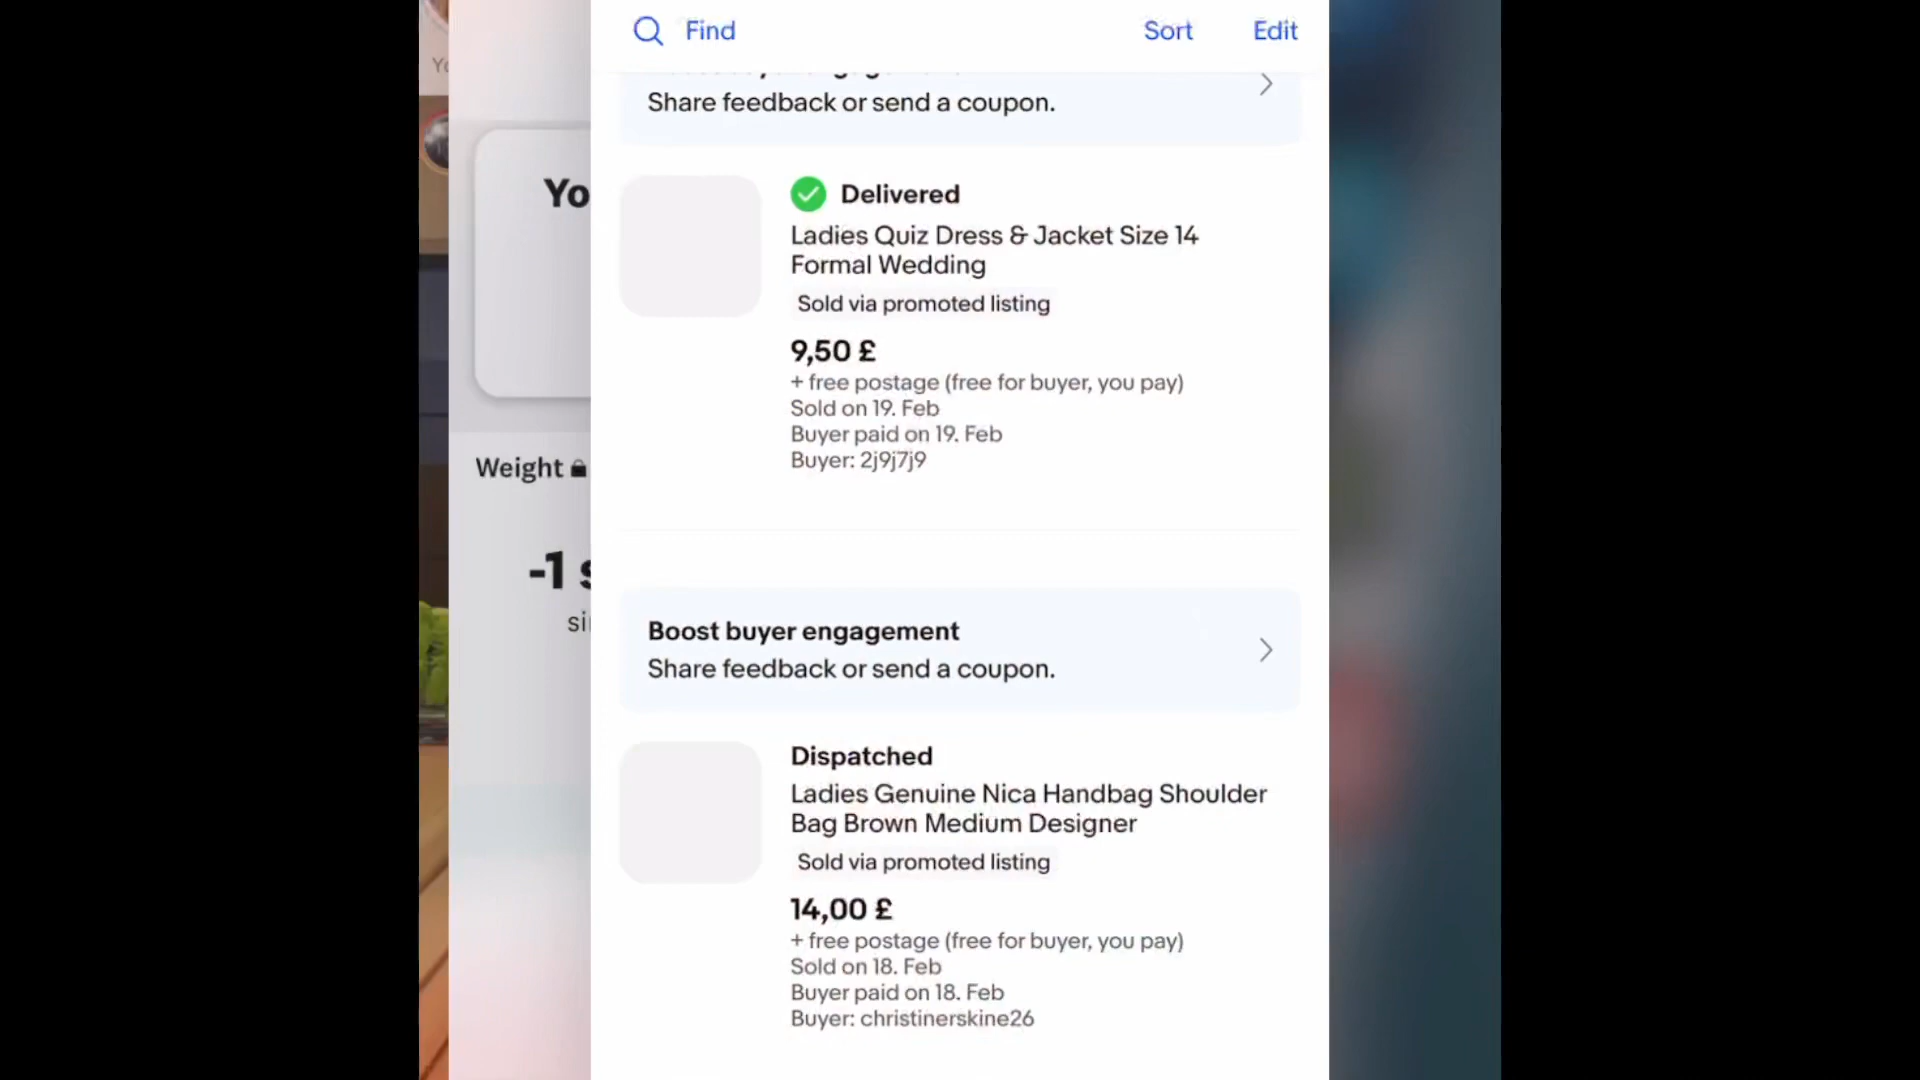 Find
Sort
Edit
Share feedback or send a coupon.
Delivered
Ladies Quiz Dress & Jacket Size 14
Formal Wedding
Sold via promoted listing
9,50 £
+ free postage (free for buyer, you pay)
Sold on 19. Feb
Buyer paid on 19. Feb
Buyer: 2j9j7j9
Boost buyer engagement
Share feedback or send a coupon.
Dispatched
Ladies Genuine Nica Handbag Shoulder
Bag Brown Medium Designer
Sold via promoted listing
14,00 £
+ free postage (free for buyer, you pay)
Sold on 18. Feb
Buyer paid on 18. Feb
Buyer: christinerskine26
Yo
Weight
-1